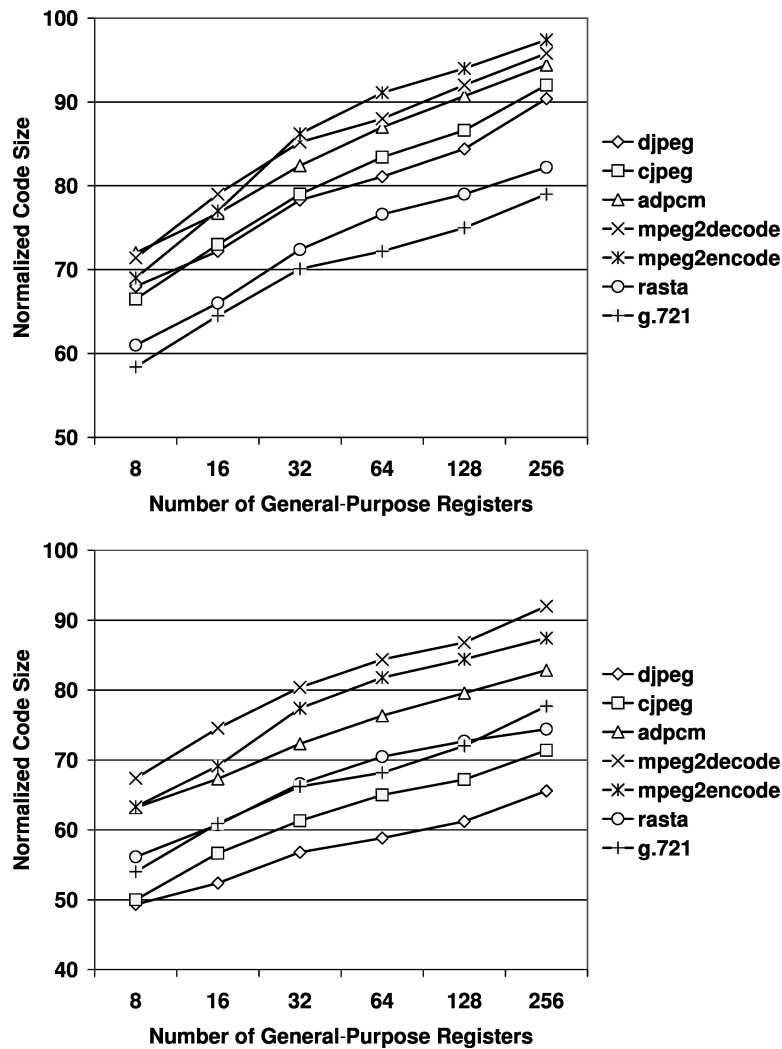 100
90
80
70
60
50
Normalized Code Size
8 16 32 64 128 256
Number of General-Purpose Registers
djpeg
cjpeg
adpcm
mpeg2decode
mpeg2encode
rasta
g.721
100
90
80
70
60
50
40
Normalized Code Size
8 16 32 64 128 256
Number of General-Purpose Registers
djpeg
cjpeg
adpcm
mpeg2decode
mpeg2encode
rasta
g.721